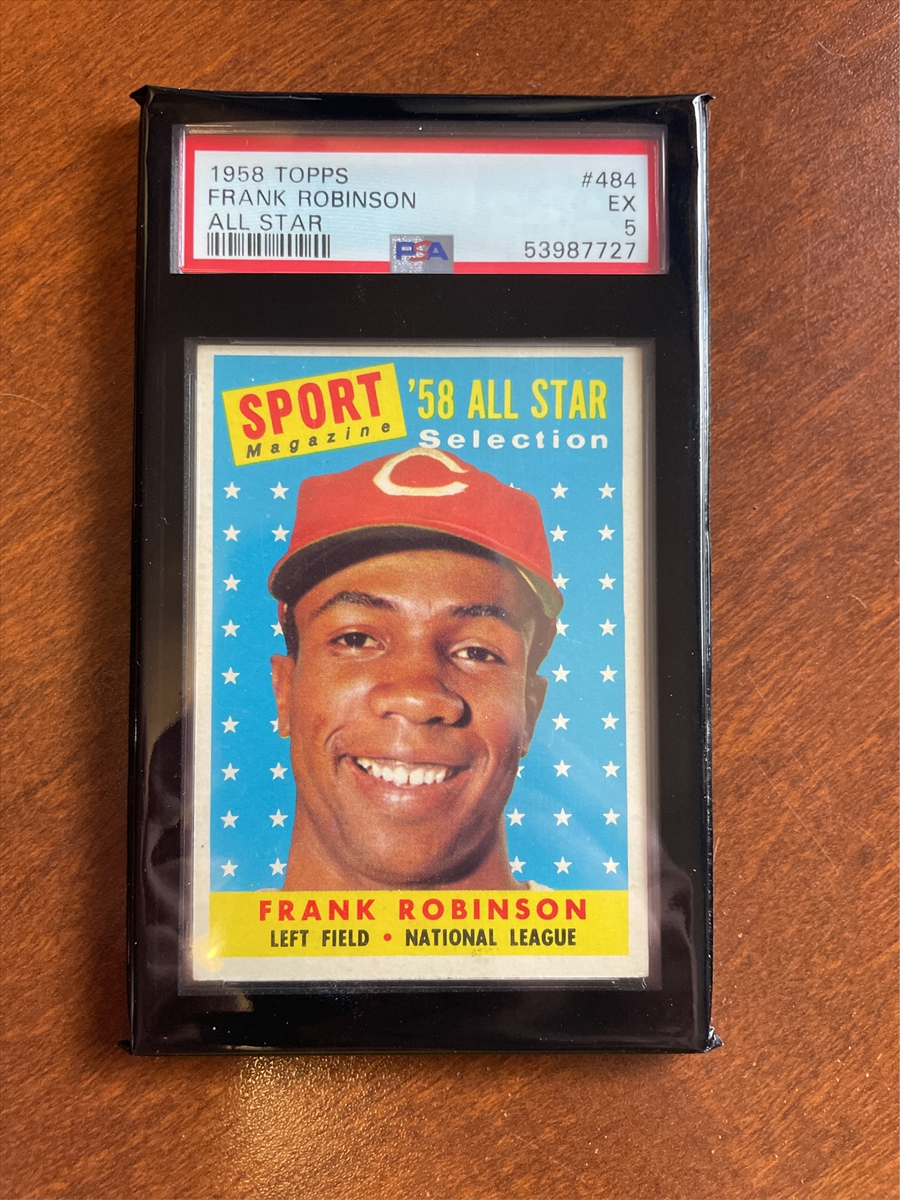 1958 TOPPS #484
FRANK ROBINSON EX
ALL STAR 5
PSA 53987727
SPORT
Magazine
'58 ALL STAR
Selection
C
FRANK ROBINSON
LEFT FIELD • NATIONAL LEAGUE